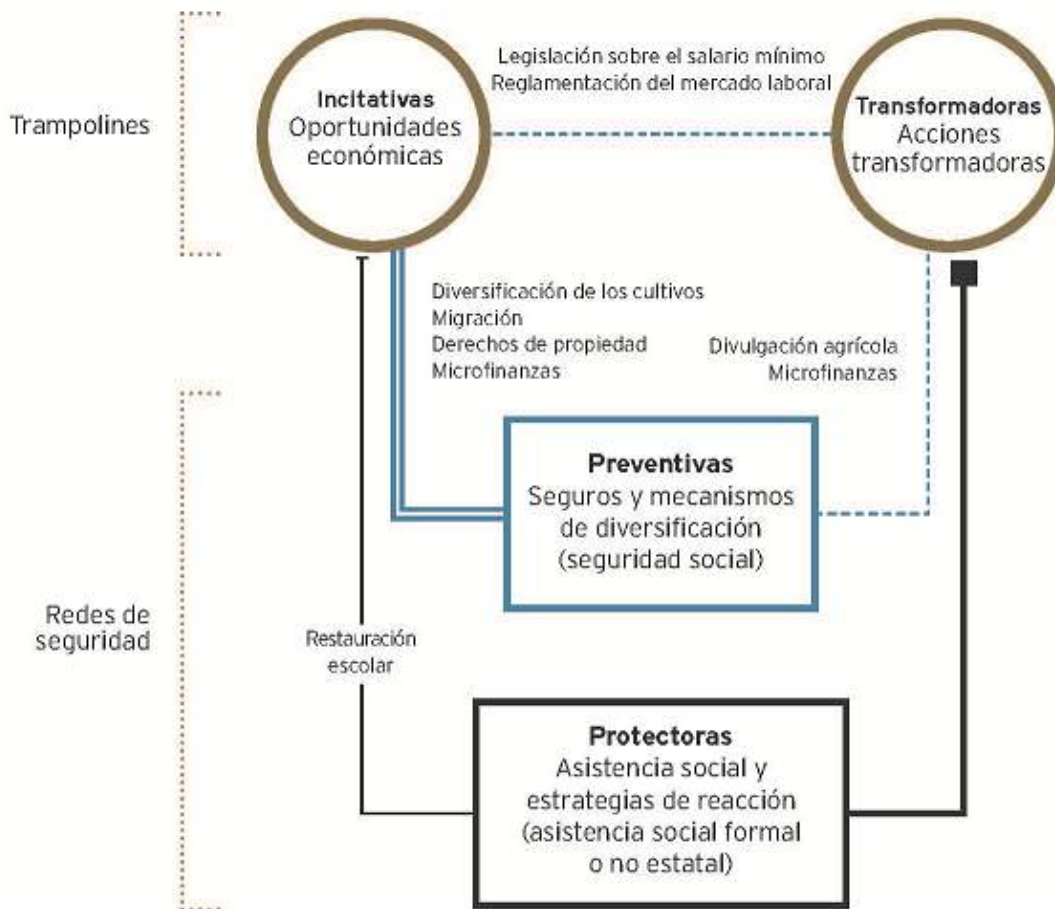 Trampolines
Incitativas
Oportunidades
económicas
Legislación sobre el salario mínimo
Reglamentación del mercado laboral
Transformadoras
Acciones
transformadoras
Diversificación de los cultivos
Migración
Derechos de propiedad
Microfinanzas
Divulgación agrícola
Microfinanzas
Redes de
seguridad
Preventivas
Seguros y mecanismos
de diversificación
(seguridad social)
Restauración
escolar
Protectoras
Asistencia social y
estrategias de reacción
(asistencia social formal
o no estatal)